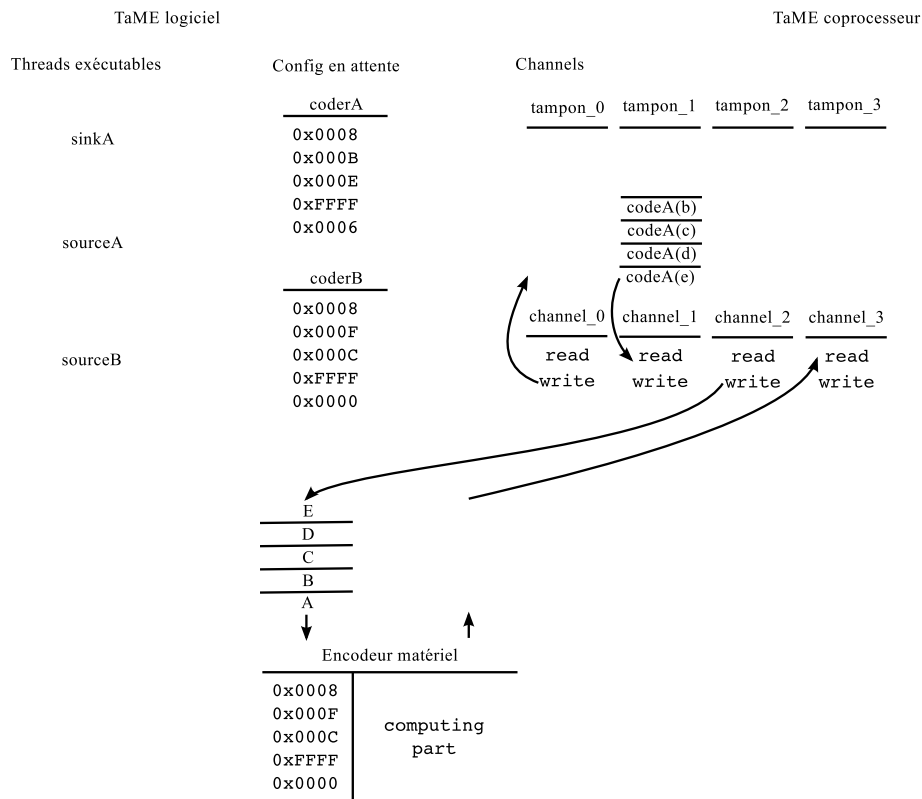 TaME logiciel
TaME coprocesseur
Threads exécutables
Config en attente
Channels
sinkA
sourceA
sourceB
coderA
0x0008
0x000B
0x000E
0xFFFF
0x0006
coderB
0x0008
0x000F
0x000C
0xFFFF
0x0000
tampon_0 tampon_1 tampon_2 tampon_3
codeA(b)
codeA(c)
codeA(d)
codeA(e)
channel_0 channel_1 channel_2 channel_3
read read read
read
write write write write
E
D
C
B
A
Encodeur matériel
0x0008
0x000F
0x000C
0xFFFF
0x0000
computing
part